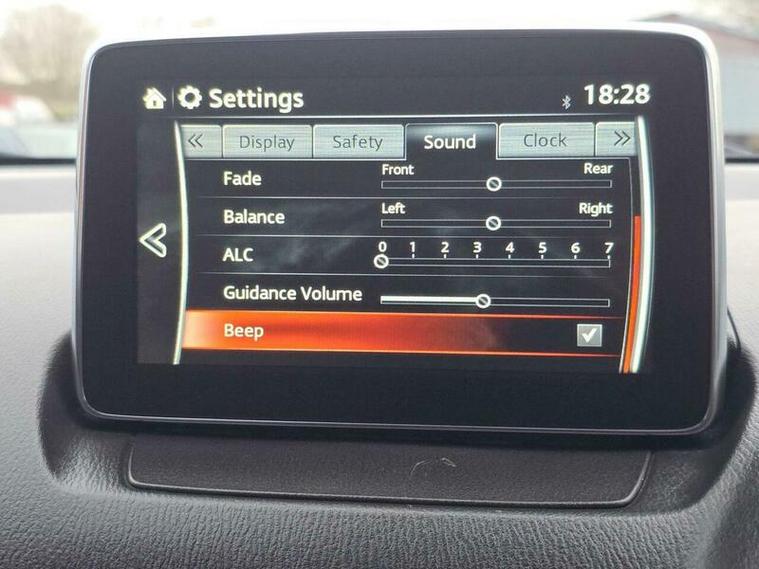 Settings 18:28
« Display Safety Sound Clock »
Front Rear
Fade
Left Right
Balance
0 1 2 3 4 5 6 7
ALC
Guidance Volume
Beep